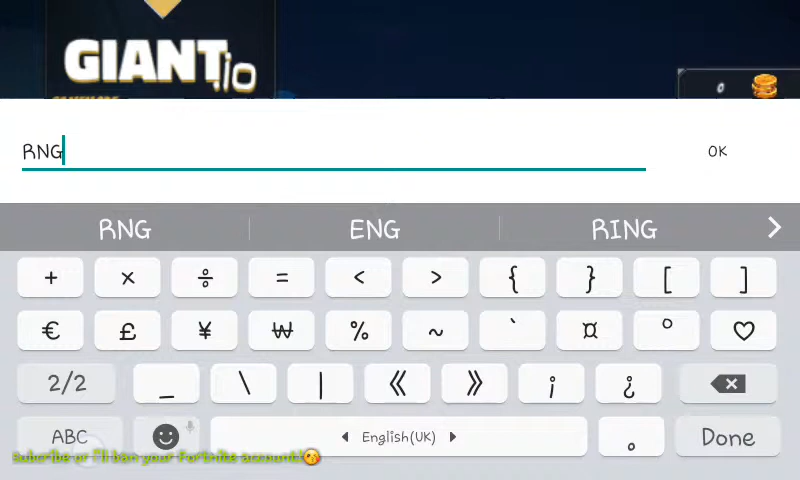 GIANT.io
0
RNG
OK
RNG ENG RING
+ × ÷ = < > { } [ ]
€ £ ¥ ₩ % ~ ` ¤ ° ♡
2/2 _ \ | 《 》 ¡ ¿
ABC English(UK) 。 Done
Subcribe or I'll ban your Fortnite account!😘